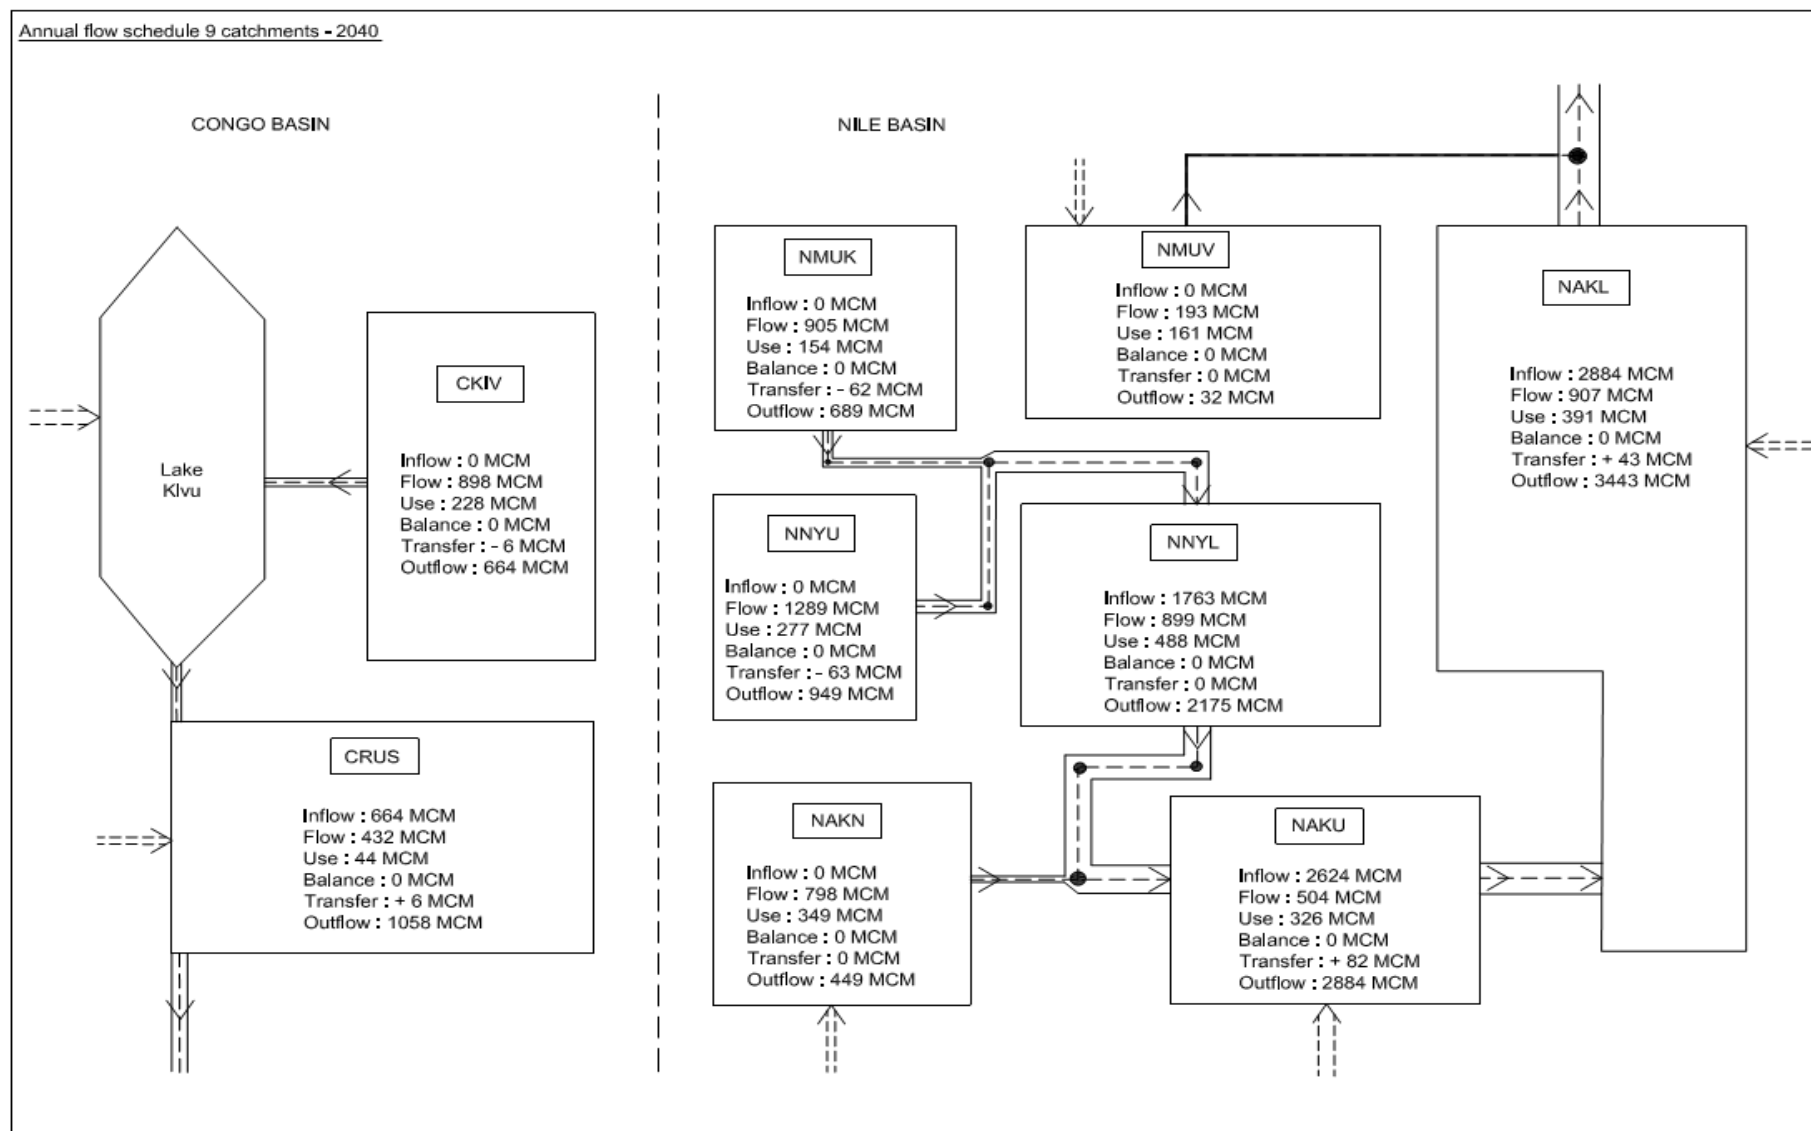 Annual flow schedule 9 catchments - 2040
CONGO BASIN
NILE BASIN
Lake
Kivu
CKIV
Inflow : 0 MCM
Flow : 898 MCM
Use : 228 MCM
Balance : 0 MCM
Transfer : - 6 MCM
Outflow : 664 MCM
CRUS
Inflow : 664 MCM
Flow : 432 MCM
Use : 44 MCM
Balance : 0 MCM
Transfer : + 6 MCM
Outflow : 1058 MCM
NMUK
Inflow : 0 MCM
Flow : 905 MCM
Use : 154 MCM
Balance : 0 MCM
Transfer : - 62 MCM
Outflow : 689 MCM
NMUV
Inflow : 0 MCM
Flow : 193 MCM
Use : 161 MCM
Balance : 0 MCM
Transfer : 0 MCM
Outflow : 32 MCM
NAKL
Inflow : 2884 MCM
Flow : 907 MCM
Use : 391 MCM
Balance : 0 MCM
Transfer : + 43 MCM
Outflow : 3443 MCM
NNYU
Inflow : 0 MCM
Flow : 1289 MCM
Use : 277 MCM
Balance : 0 MCM
Transfer : - 63 MCM
Outflow : 949 MCM
NNYL
Inflow : 1763 MCM
Flow : 899 MCM
Use : 488 MCM
Balance : 0 MCM
Transfer : 0 MCM
Outflow : 2175 MCM
NAKN
Inflow : 0 MCM
Flow : 798 MCM
Use : 349 MCM
Balance : 0 MCM
Transfer : 0 MCM
Outflow : 449 MCM
NAKU
Inflow : 2624 MCM
Flow : 504 MCM
Use : 326 MCM
Balance : 0 MCM
Transfer : + 82 MCM
Outflow : 2884 MCM